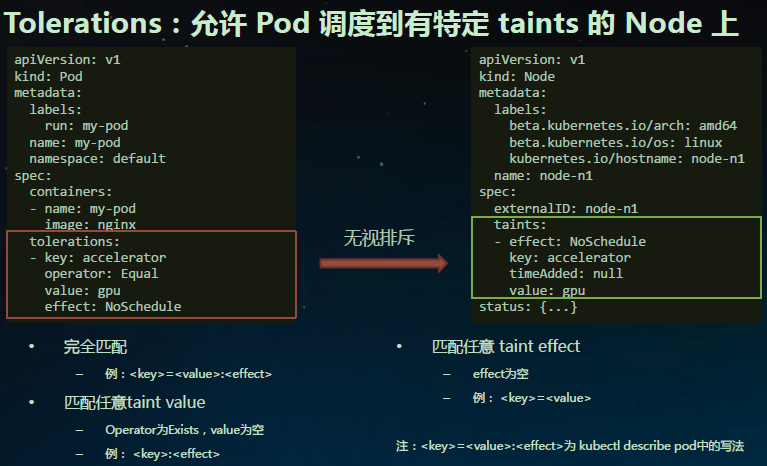 Tolerations：允许 Pod 调度到有特定 taints 的 Node 上
apiVersion: v1
kind: Pod
metadata:
  labels:
    run: my-pod
  name: my-pod
  namespace: default
spec:
  containers:
  - name: my-pod
    image: nginx
  tolerations:
  - key: accelerator
    operator: Equal
    value: gpu
    effect: NoSchedule
无视排斥
apiVersion: v1
kind: Node
metadata:
  labels:
    beta.kubernetes.io/arch: amd64
    beta.kubernetes.io/os: linux
    kubernetes.io/hostname: node-n1
  name: node-n1
spec:
  externalID: node-n1
  taints:
  - effect: NoSchedule
    key: accelerator
    timeAdded: null
    value: gpu
status: {...}
• 完全匹配
– 例：<key>=<value>:<effect>
• 匹配任意taint value
– Operator为Exists，value为空
– 例： <key>:<effect>
• 匹配任意 taint effect
– effect为空
– 例： <key>=<value>
注：<key>=<value>:<effect>为 kubectl describe pod中的写法